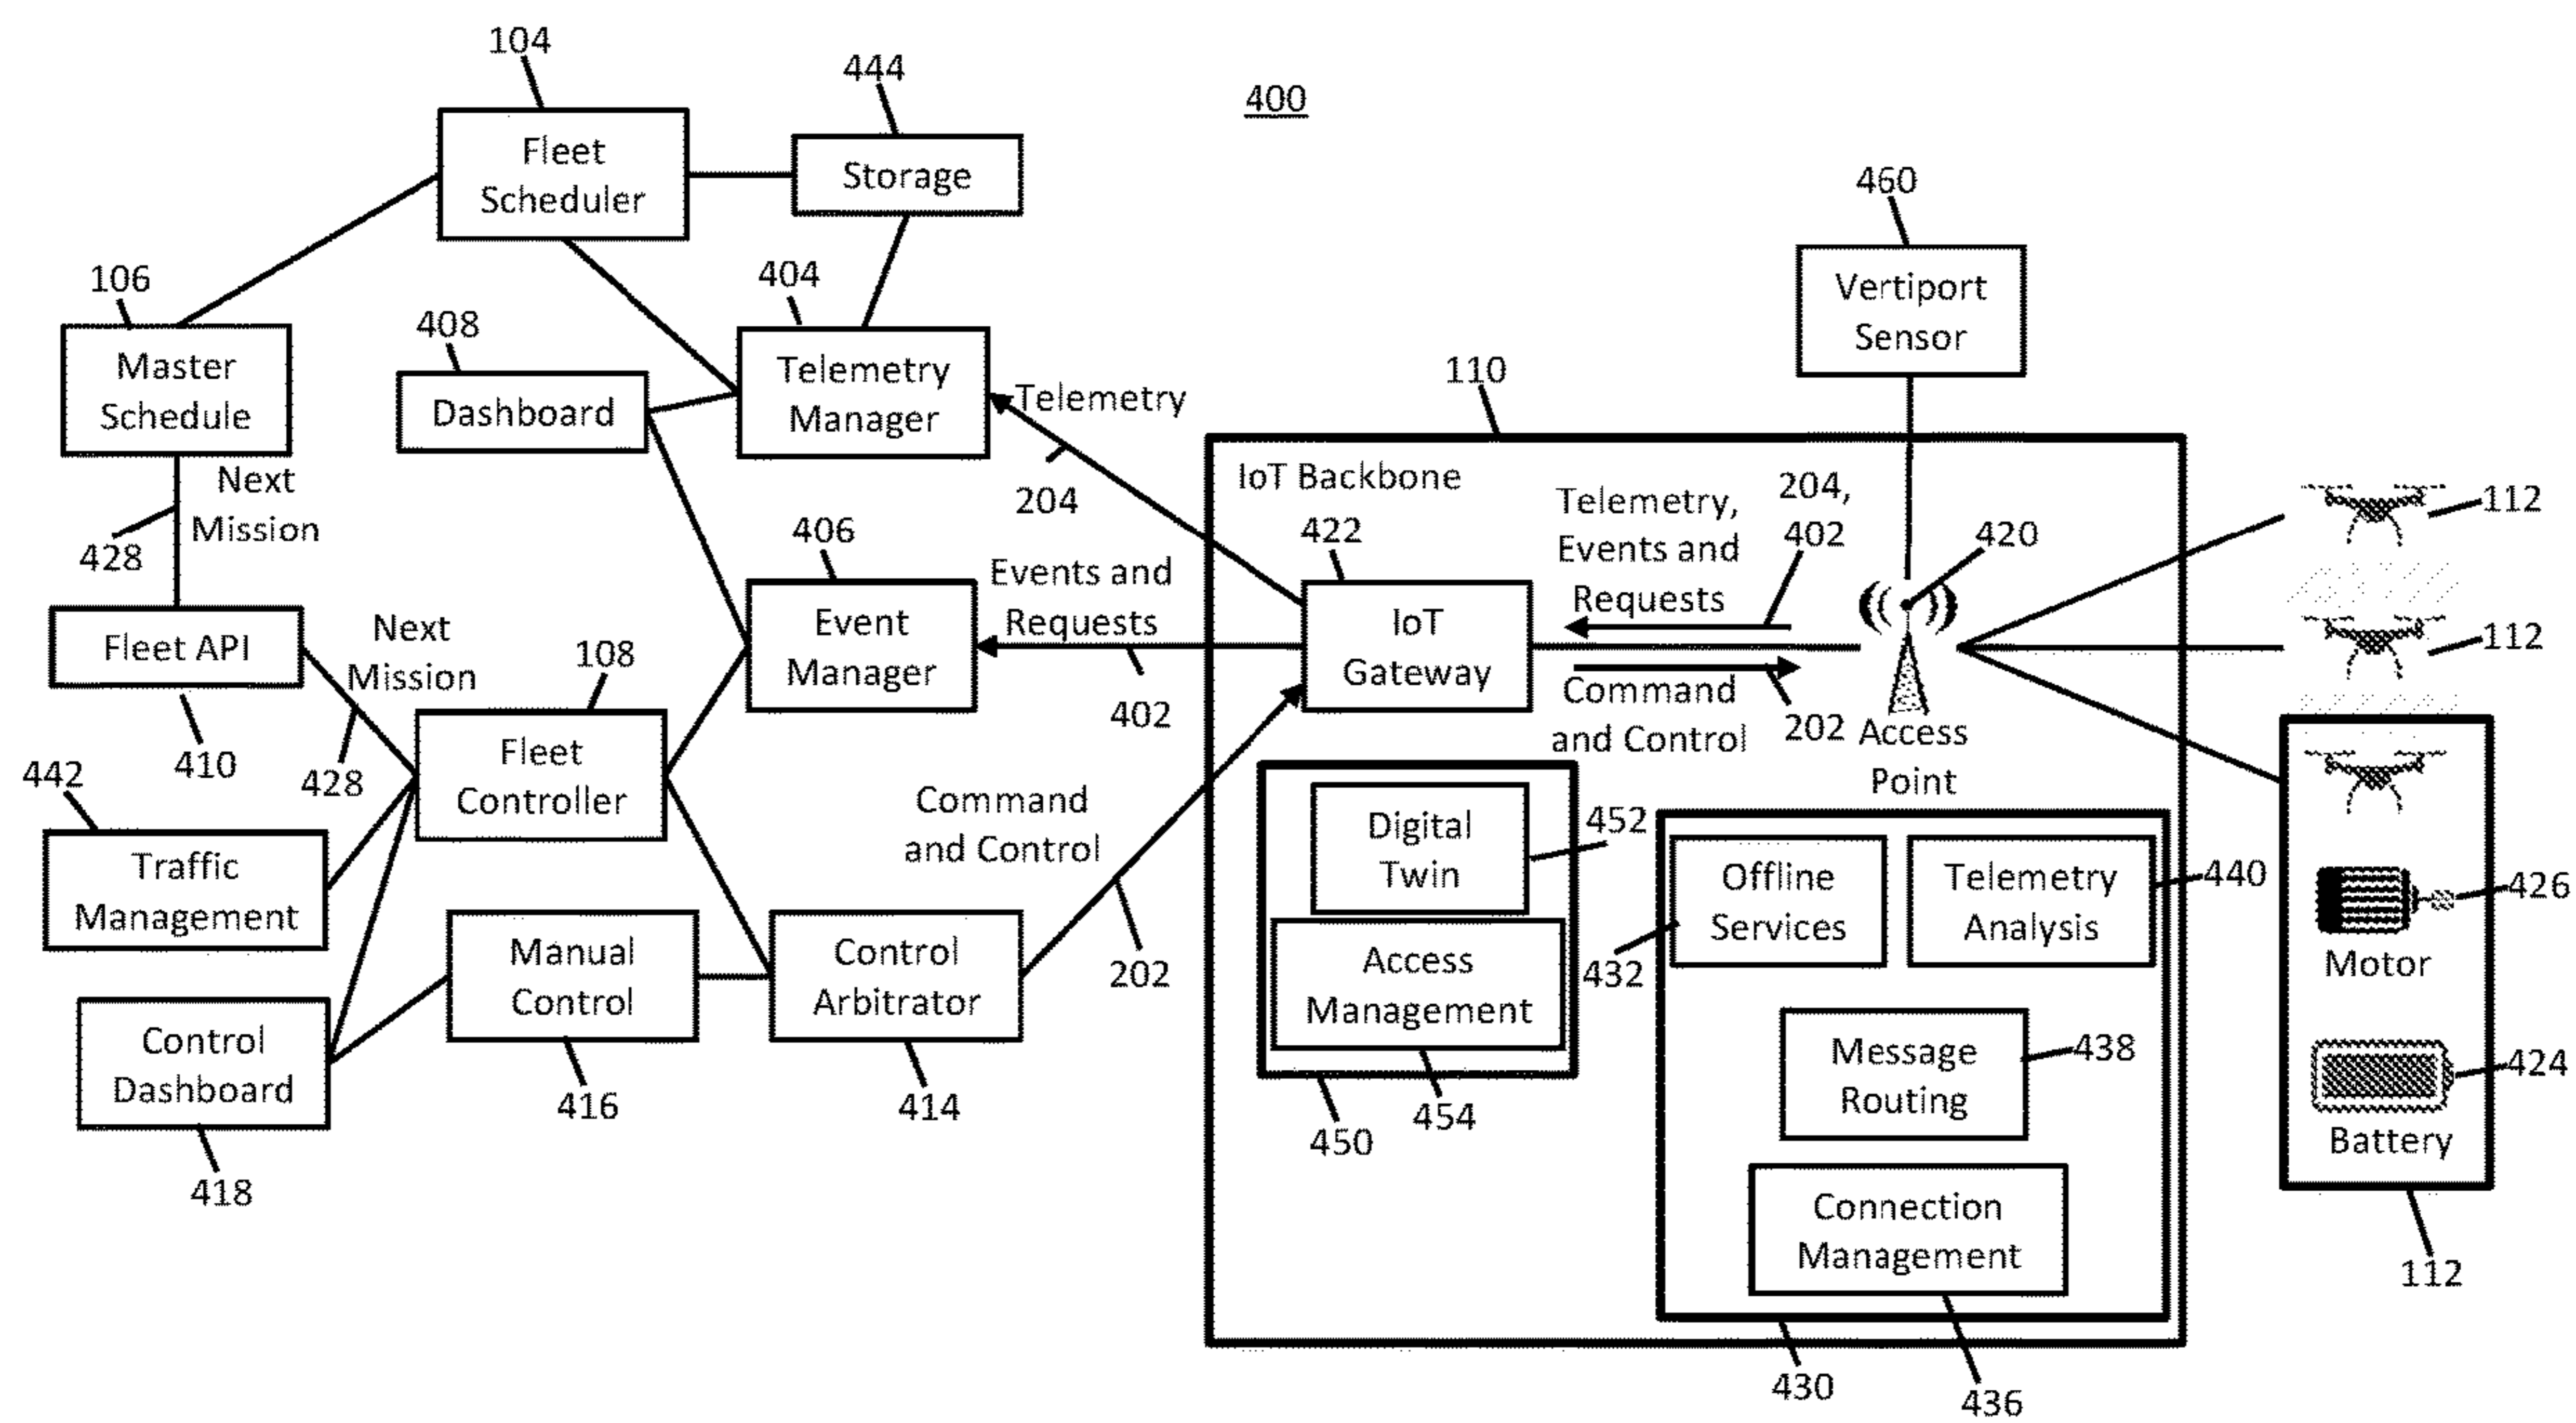 104
444
400
Fleet
Scheduler
Storage
460
Vertiport
Sensor
106
404
408
110
Master
Schedule
Dashboard
Telemetry
Manager
Telemetry
204
IoT Backbone
Next
Mission
428
406
422
Telemetry,
Events and
Requests
204,
402
420
112
Events and
Requests
402
Fleet API
410
Next
Mission
428
108
Event
Manager
IoT
Gateway
112
Command
and Control
202
Access
Point
442
Fleet
Controller
Command
and Control
202
Traffic
Management
Digital
Twin
452
Offline
Services
432
Telemetry
Analysis
440
426
Motor
Manual
Control
416
Control
Arbitrator
414
Access
Management
454
450
Control
Dashboard
418
Message
Routing
438
424
Battery
Connection
Management
430
436
112